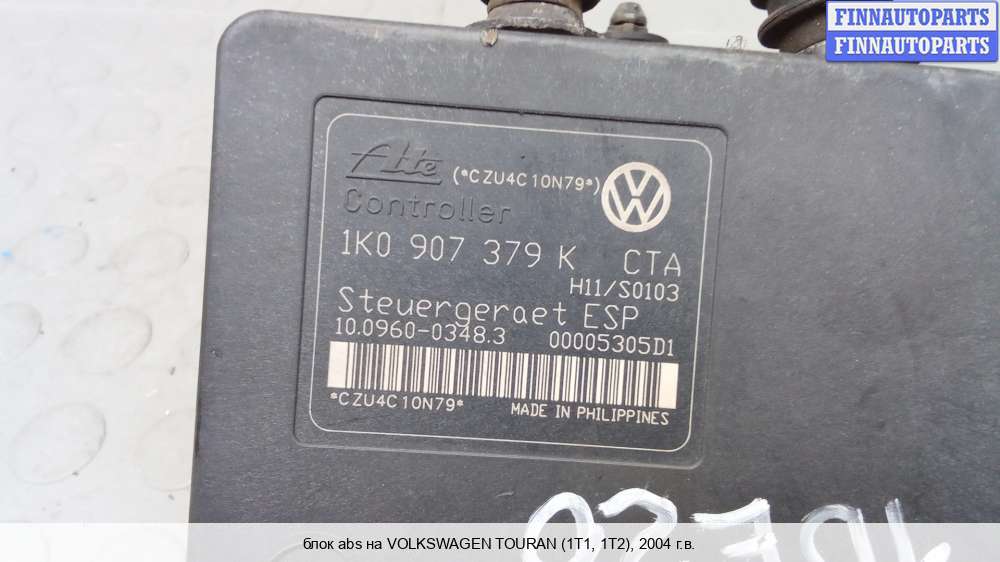 FINNAUTOPARTS
FINNAUTOPARTS
Ate (*CZU4C10N79*)
Controller
1K0 907 379 K CTA
H11/S0103
Steuergeraet ESP
10.0960-0348.3 00005305D1
*CZU4C10N79* MADE IN PHILIPPINES
блок abs на VOLKSWAGEN TOURAN (1T1, 1T2), 2004 г.в.